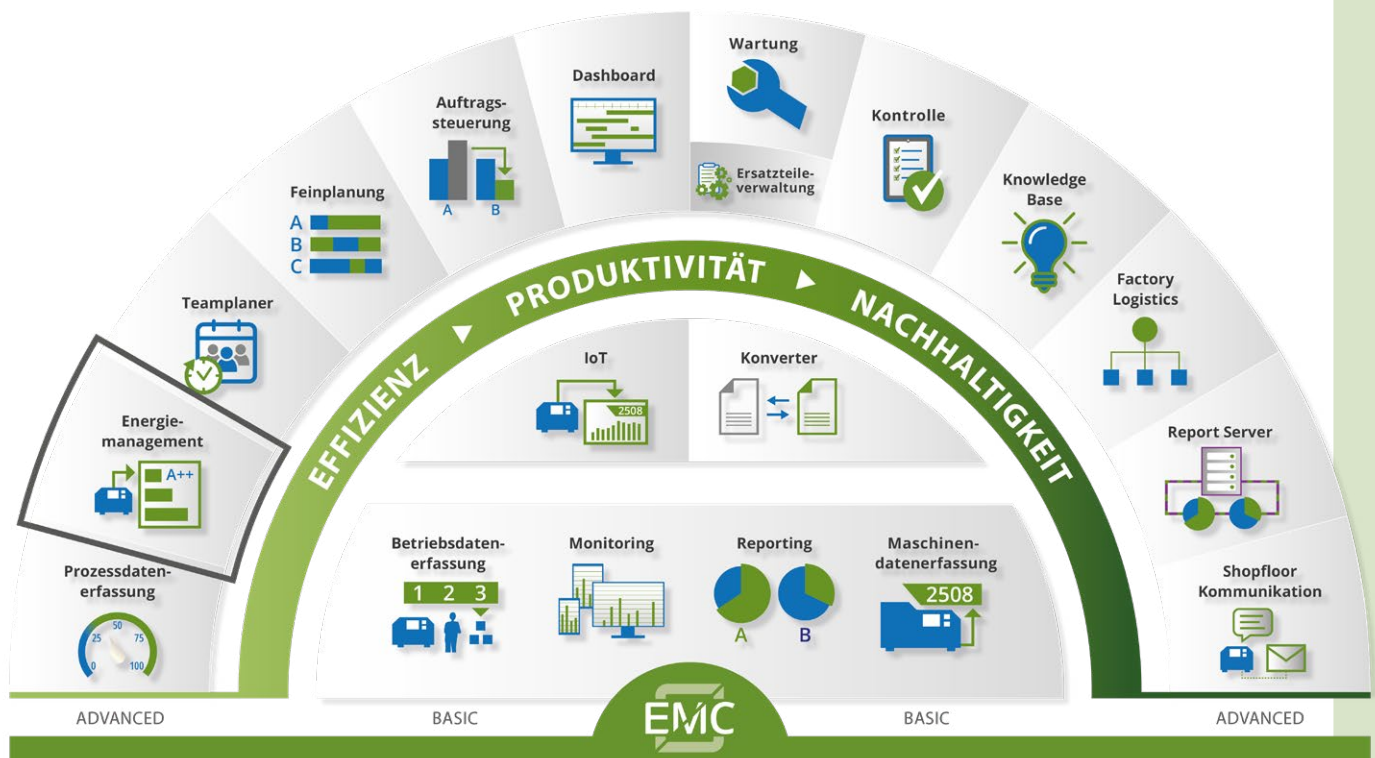 Prozessdaten-
erfassung
0 25 50 75 100
Energie-
management
A++
Teamplaner
Feinplanung
A
B
C
Auftrags-
steuerung
A B
Dashboard
Wartung
Ersatzteile-
verwaltung
Kontrolle
Knowledge
Base
Factory
Logistics
Report Server
Shopfloor
Kommunikation
EFFIZIENZ ► PRODUKTIVITÄT ► NACHHALTIGKEIT
IoT
2508
Konverter
Betriebsdaten-
erfassung
1 2 3
Monitoring
Reporting
A B
Maschinen-
datenerfassung
2508
ADVANCED BASIC EMC BASIC ADVANCED